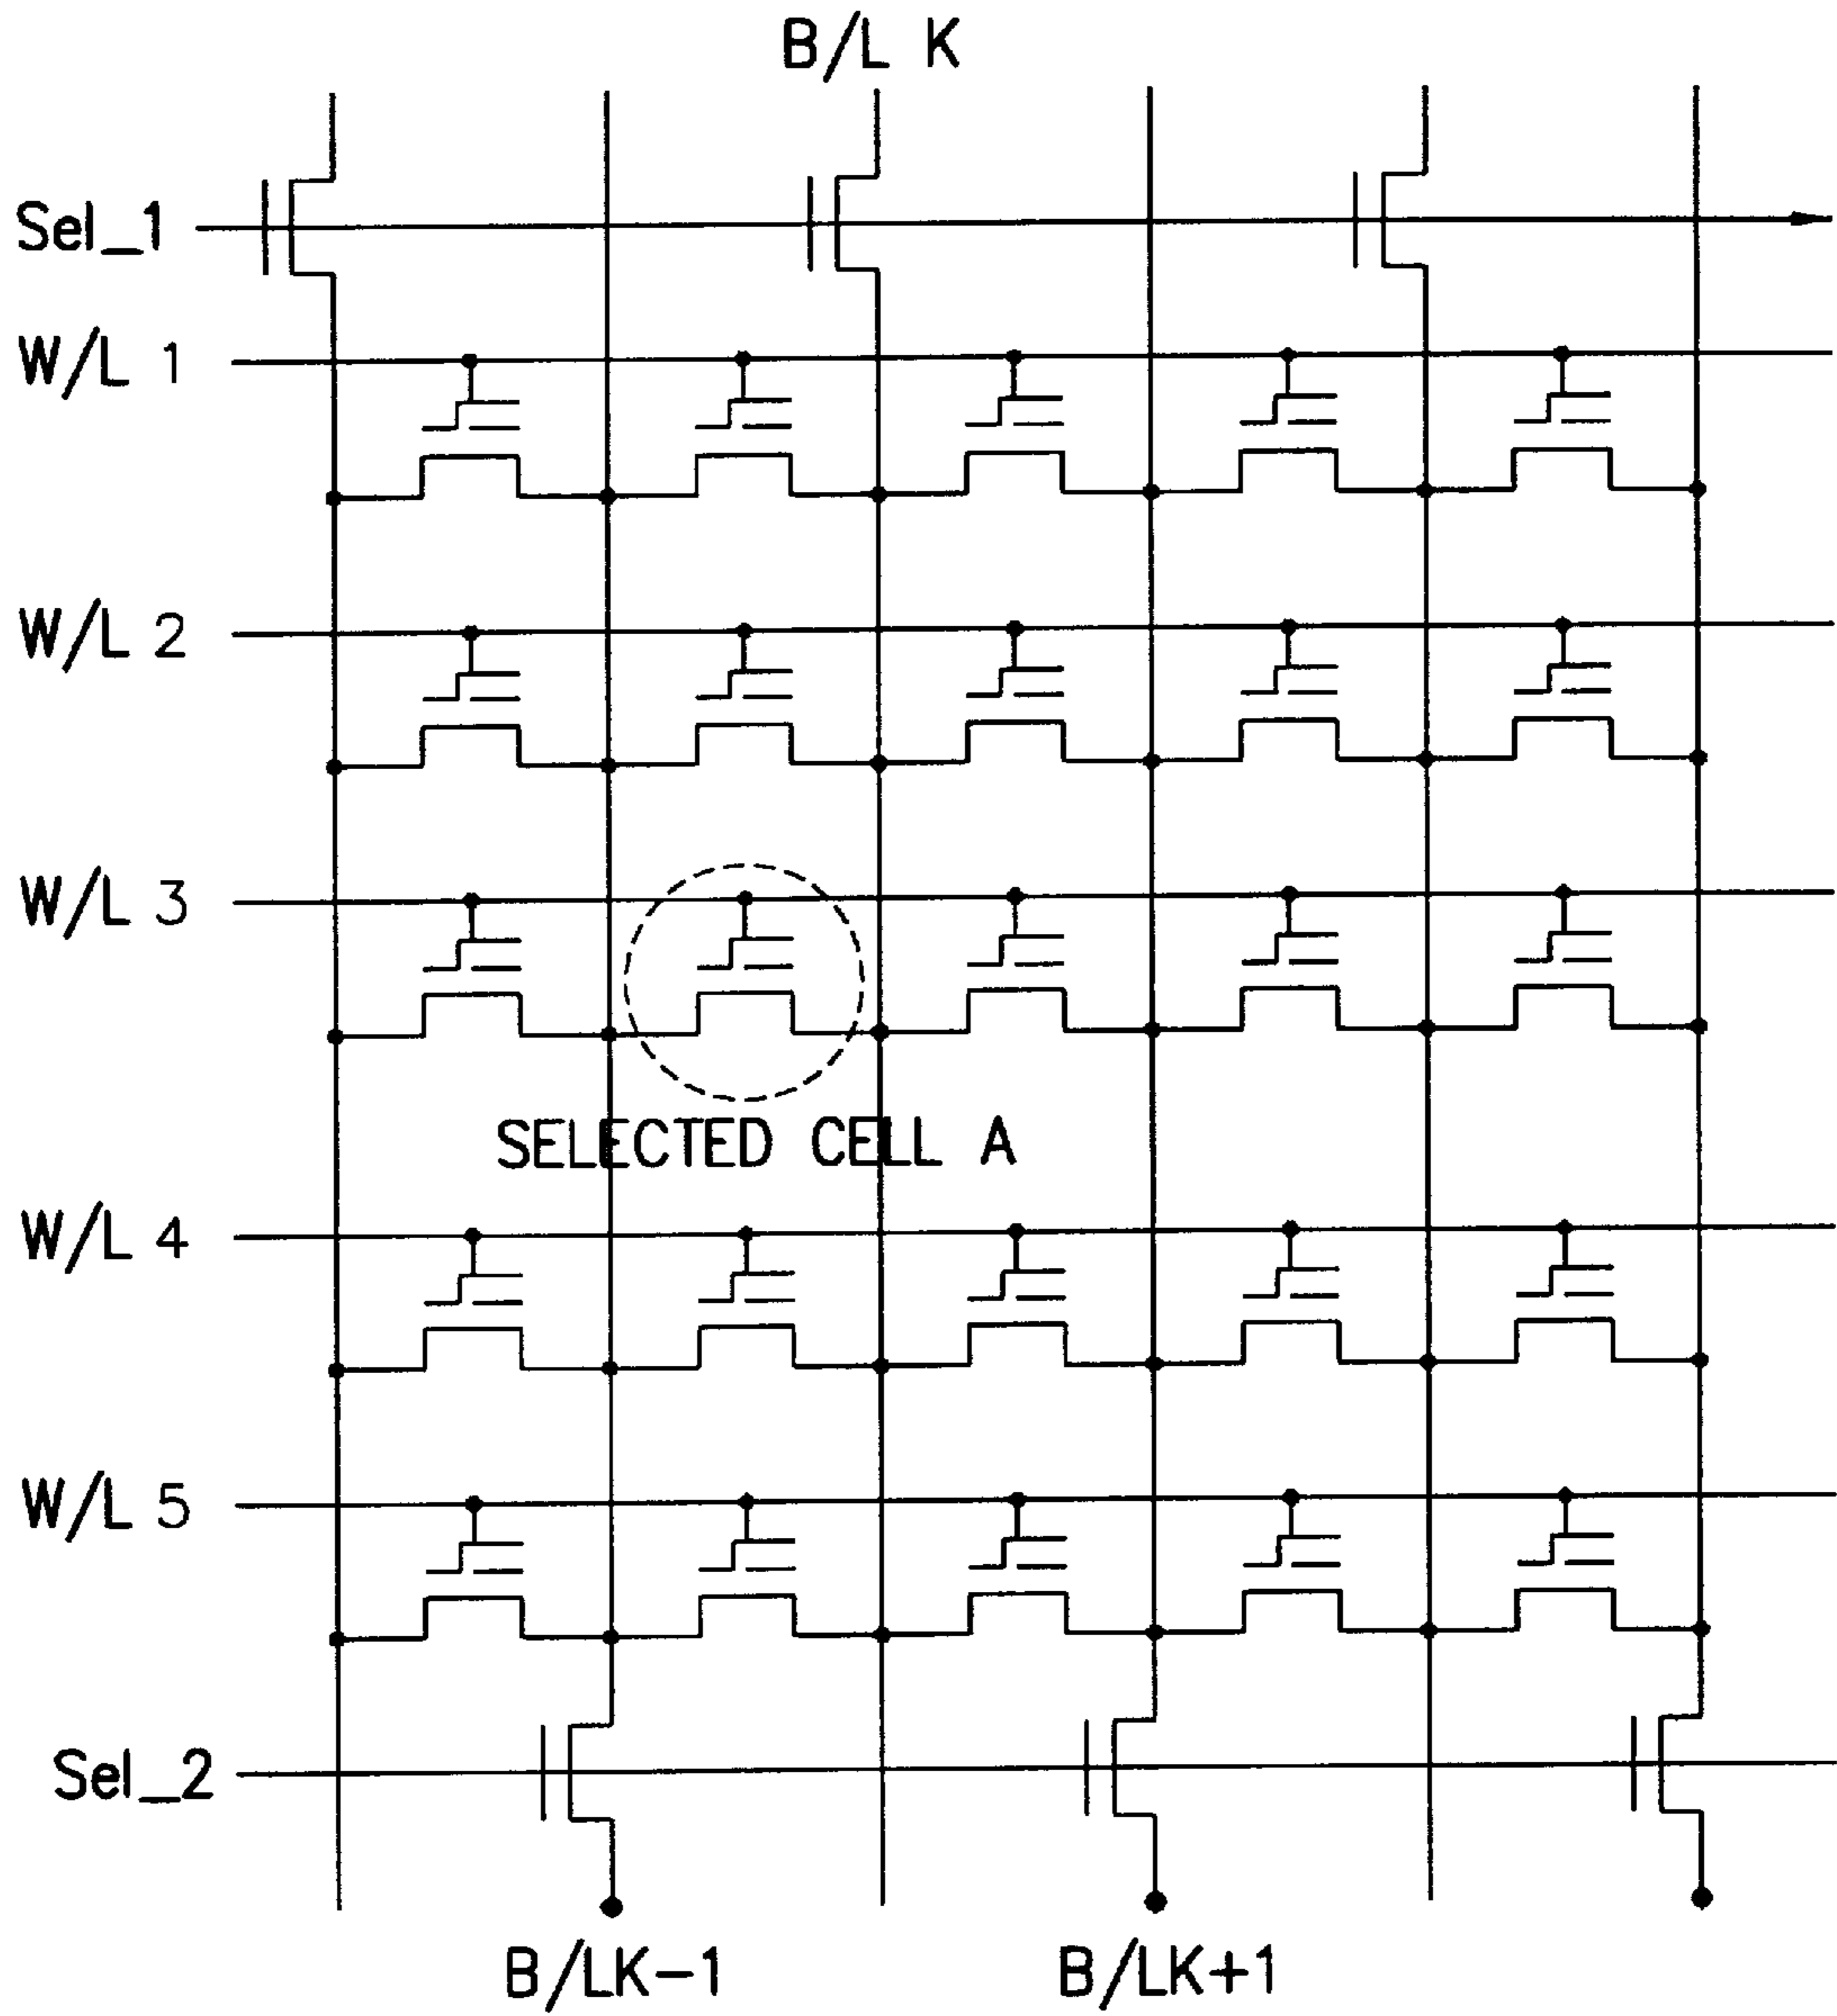 B/L K
Sel_1
W/L 1
W/L 2
W/L 3
SELECTED CELL A
W/L 4
W/L 5
Sel_2
B/LK-1
B/LK+1